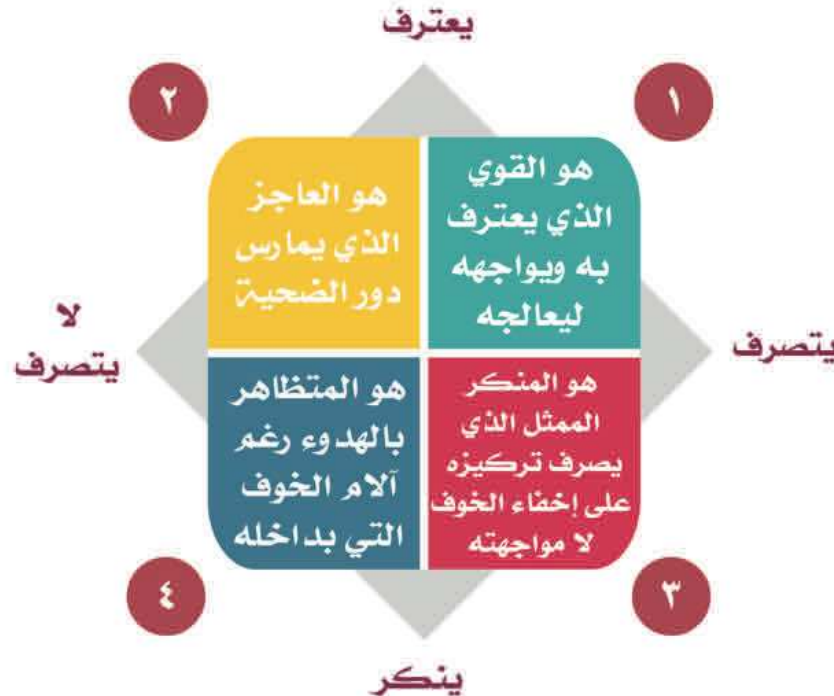 يعترف
١
٢
هو القوي
الذي يعترف
به ويواجهه
ليعالجه
هو العاجز
الذي يمارس
دور الضحية
يتصرف
لا
يتصرف
هو المنكر
الممثل الذي
يصرف تركيزه
على إخفاء الخوف
لا مواجهته
هو المتظاهر
بالهدوء رغم
آلام الخوف
التي بداخله
٣
٤
ينكر